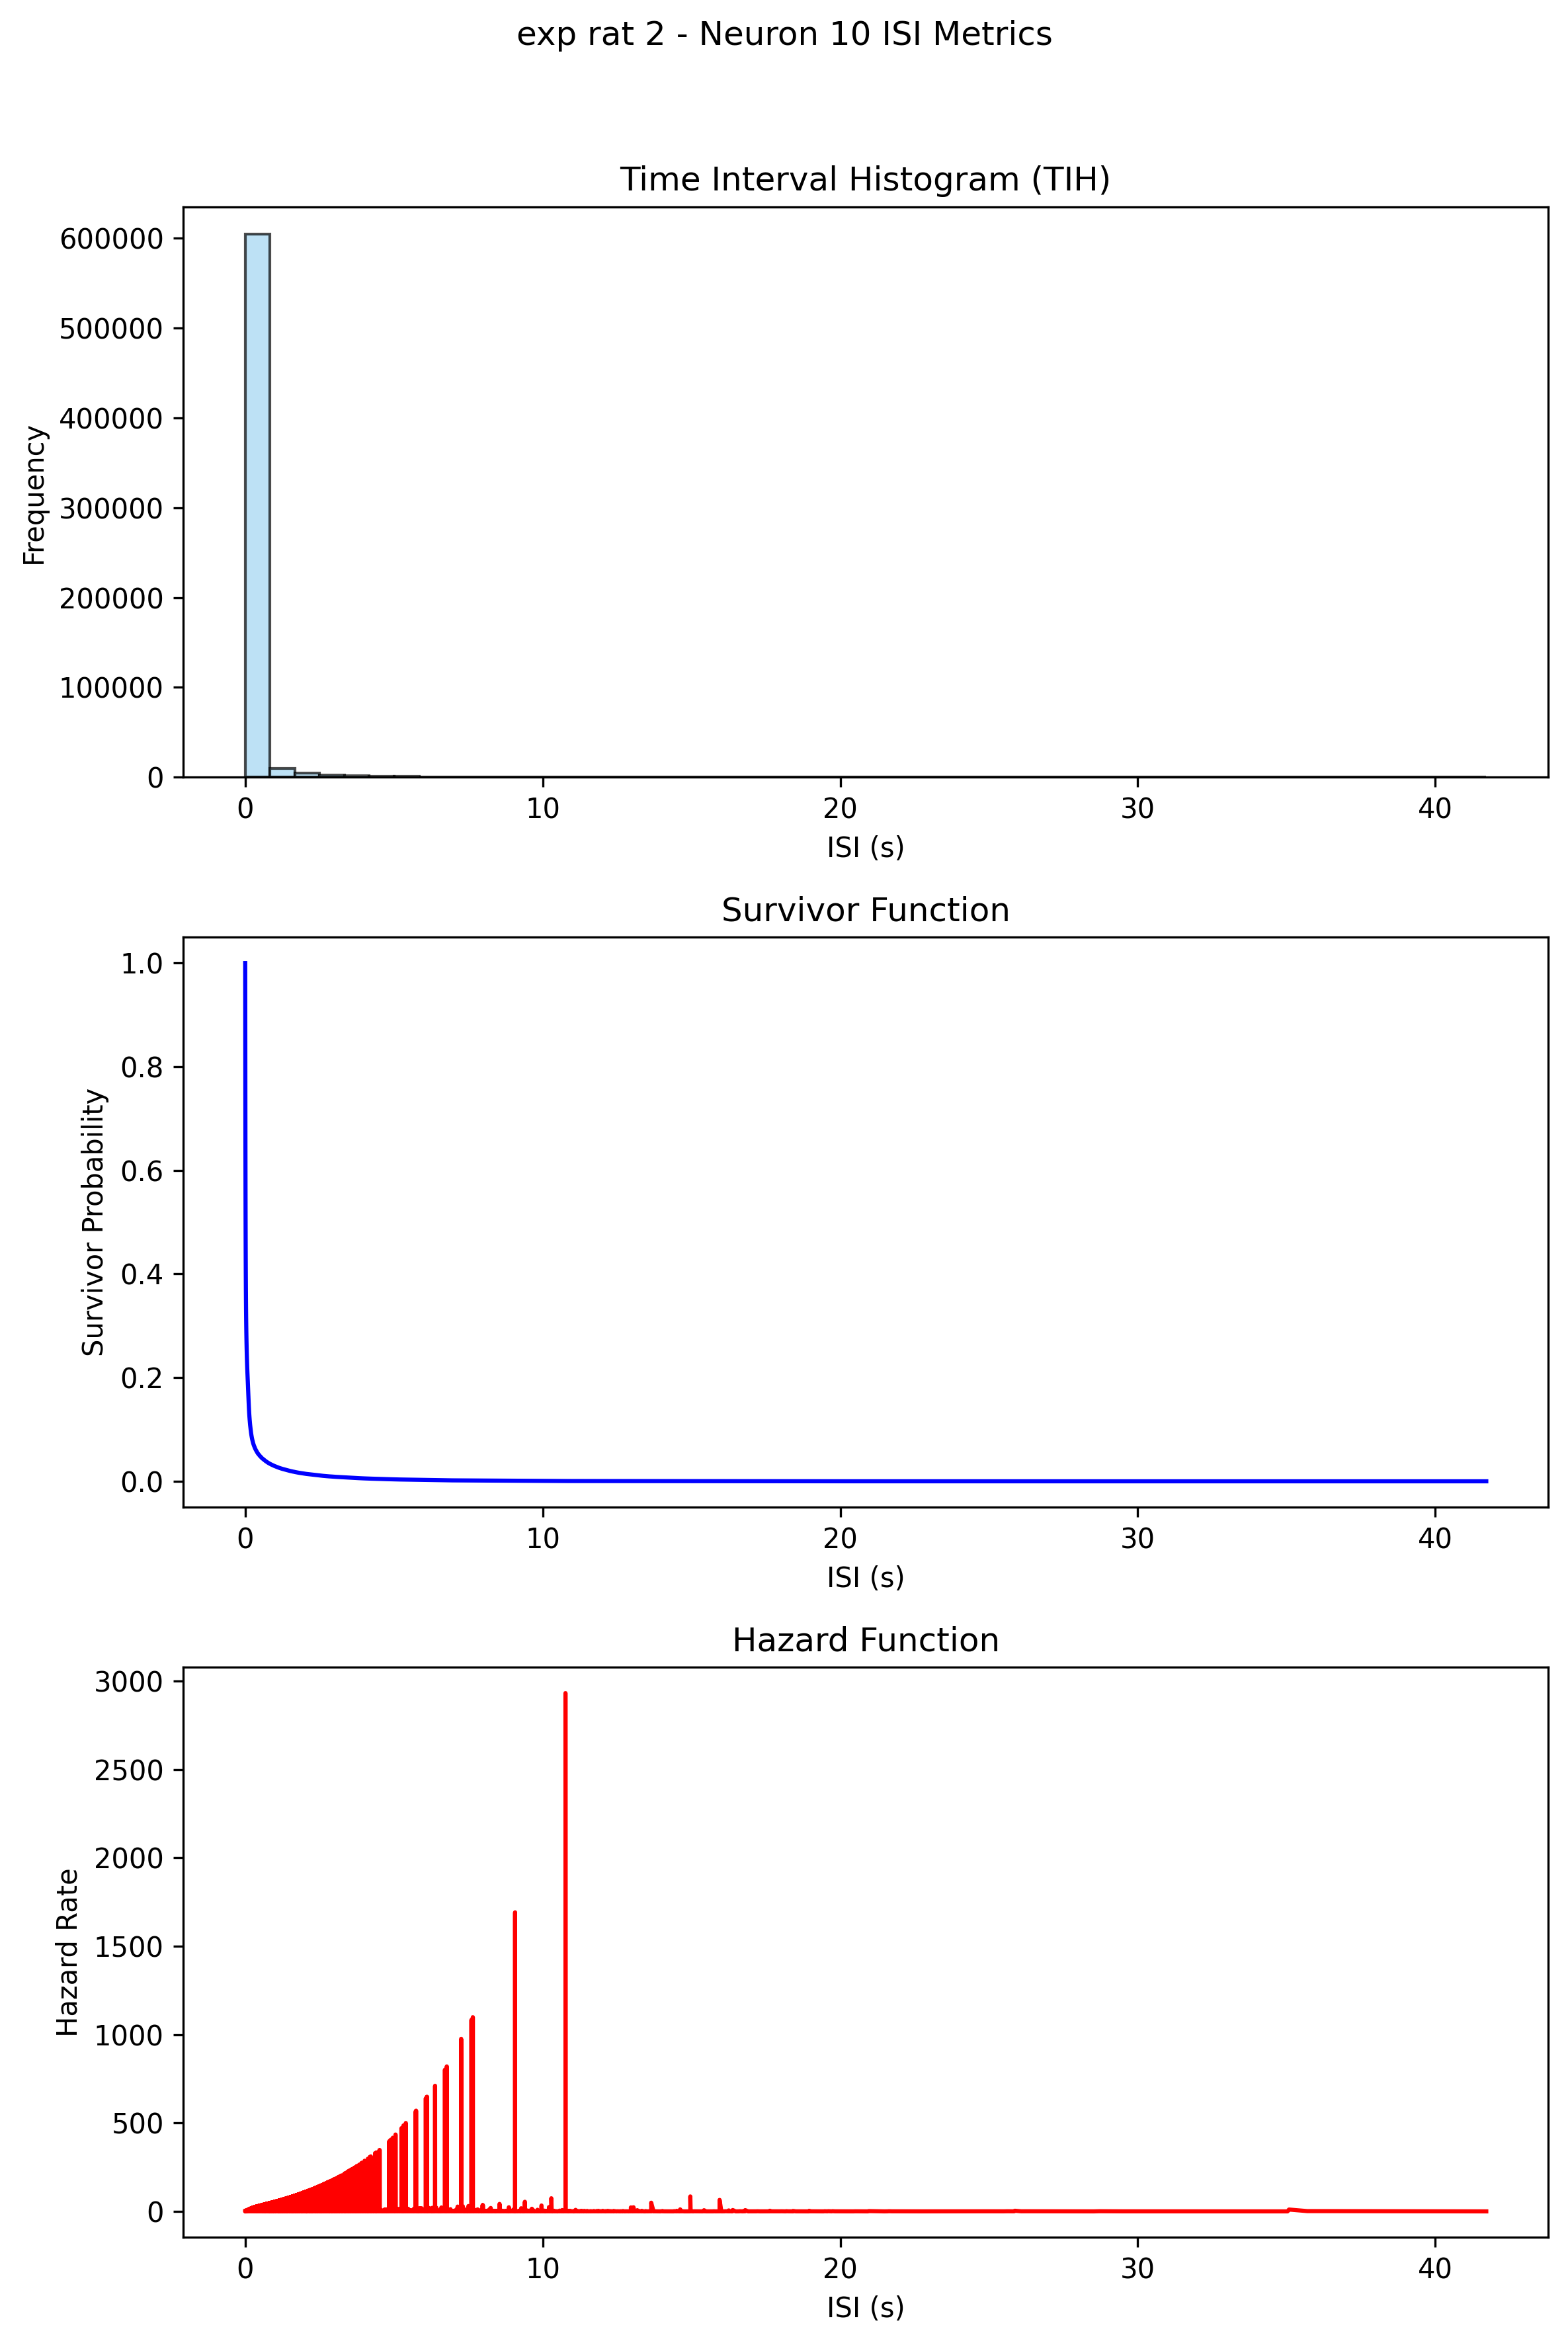 exp rat 2 - Neuron 10 ISI Metrics
Time Interval Histogram (TIH)
600000
500000
400000
300000
200000
100000
0
Frequency
0 10 20 30 40
ISI (s)
Survivor Function
1.0
0.8
0.6
0.4
0.2
0.0
Survivor Probability
0 10 20 30 40
ISI (s)
Hazard Function
3000
2500
2000
1500
1000
500
0
Hazard Rate
0 10 20 30 40
ISI (s)